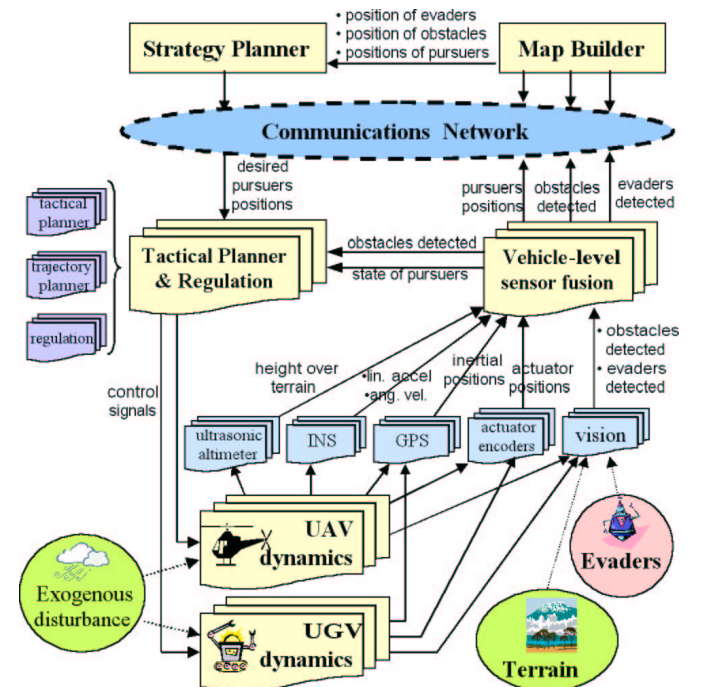 • position of evaders
• position of obstacles
• positions of pursuers
Strategy Planner
Map Builder
Communications Network
desired
pursuers
positions
pursuers
positions
obstacles
detected
evaders
detected
tactical
planner
trajectory
planner
regulation
Tactical Planner
& Regulation
obstacles detected
state of pursuers
Vehicle-level
sensor fusion
control
signals
height over
terrain
•lin. accel
•ang. vel.
inertial
positions
actuator
positions
• obstacles
detected
• evaders
detected
ultrasonic
altimeter
INS
GPS
actuator
encoders
vision
UAV
dynamics
Evaders
Exogenous
disturbance
UGV
dynamics
Terrain